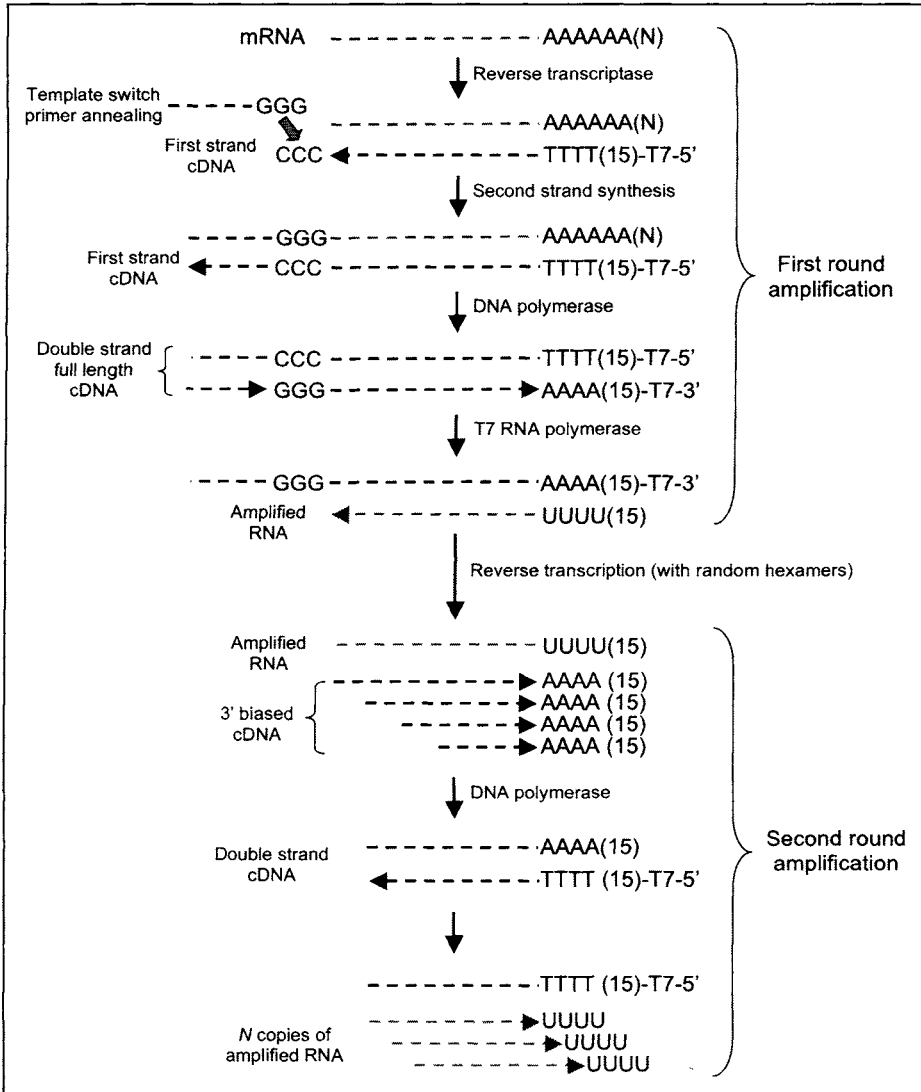 mRNA AAAAAA(N)
Reverse transcriptase
Template switch
primer annealing
GGG
AAAAAA(N)
First strand
cDNA
CCC TTTT(15)-T7-5'
Second strand synthesis
GGG AAAAAA(N)
First strand
cDNA
CCC TTTT(15)-T7-5'
First round
amplification
DNA polymerase
Double strand
full length
cDNA
CCC TTTT(15)-T7-5'
GGG AAAA(15)-T7-3'
T7 RNA polymerase
GGG AAAA(15)-T7-3'
Amplified
RNA
UUUU(15)
Reverse transcription (with random hexamers)
Amplified
RNA
UUUU(15)
3' biased
cDNA
AAAA (15)
AAAA (15)
AAAA (15)
AAAA (15)
DNA polymerase
Double strand
cDNA
AAAA(15)
TTTT (15)-T7-5'
Second round
amplification
TTTT (15)-T7-5'
N copies of
amplified RNA
UUUU
UUUU
UUUU